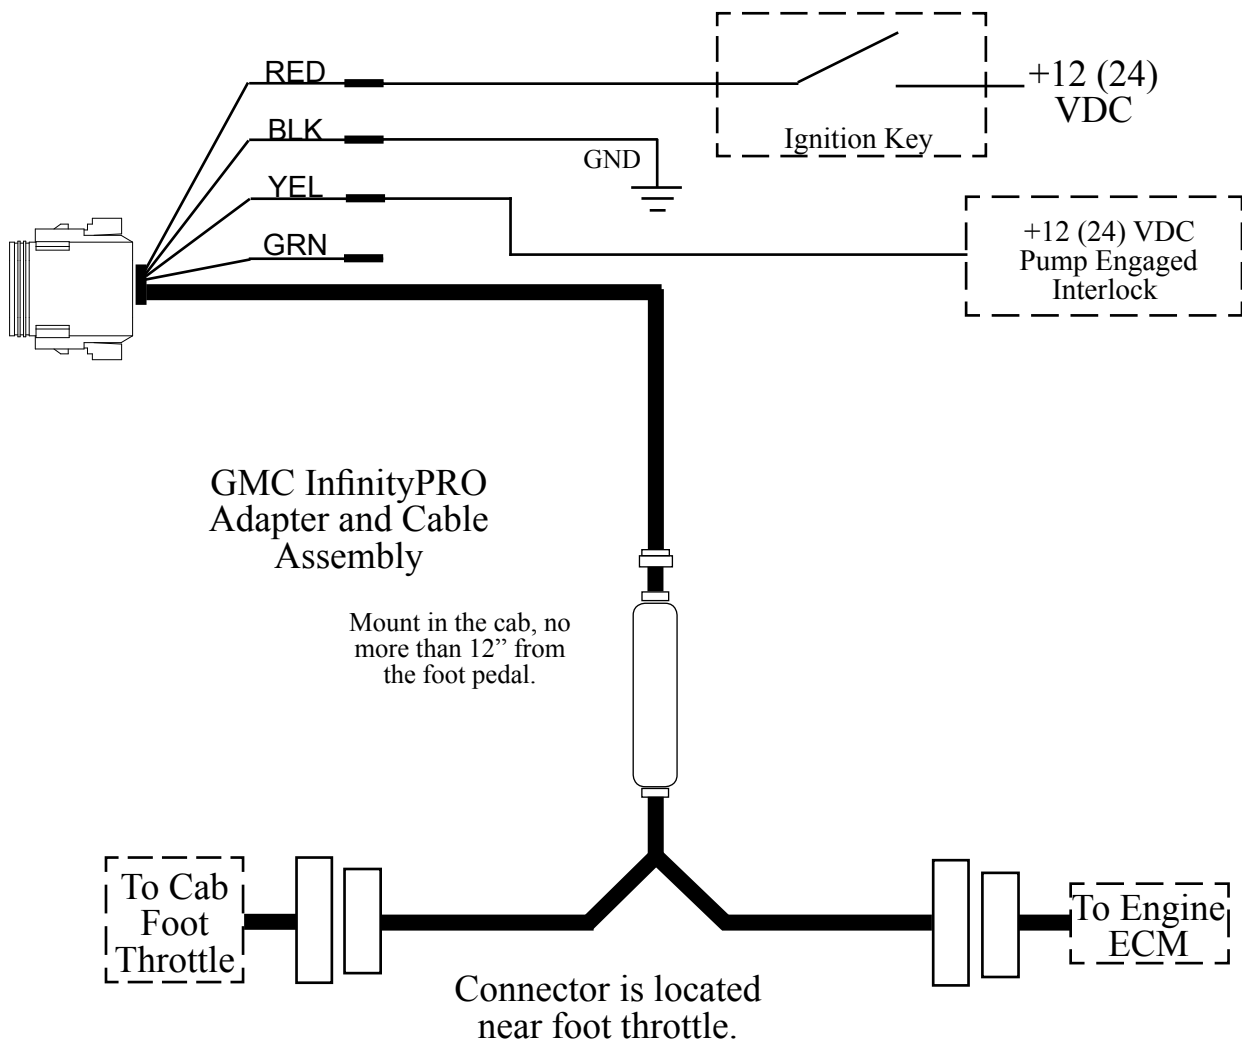 RED
+12 (24)
VDC
BLK
Ignition Key
GND
YEL
GRN
+12 (24) VDC
Pump Engaged
Interlock
GMC InfinityPRO
Adapter and Cable
Assembly
Mount in the cab, no
more than 12” from
the foot pedal.
To Cab
Foot
Throttle
To Engine
ECM
Connector is located
near foot throttle.